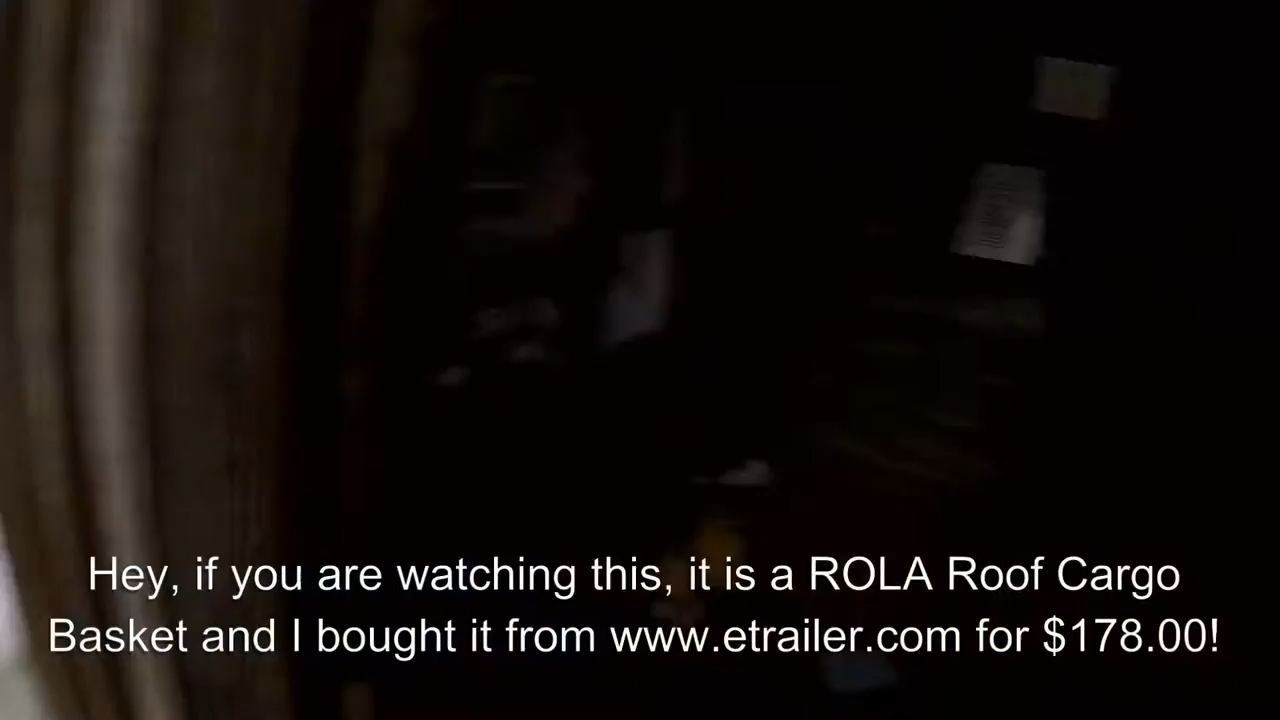 Hey, if you are watching this, it is a ROLA Roof Cargo
Basket and I bought it from www.etrailer.com for $178.00!